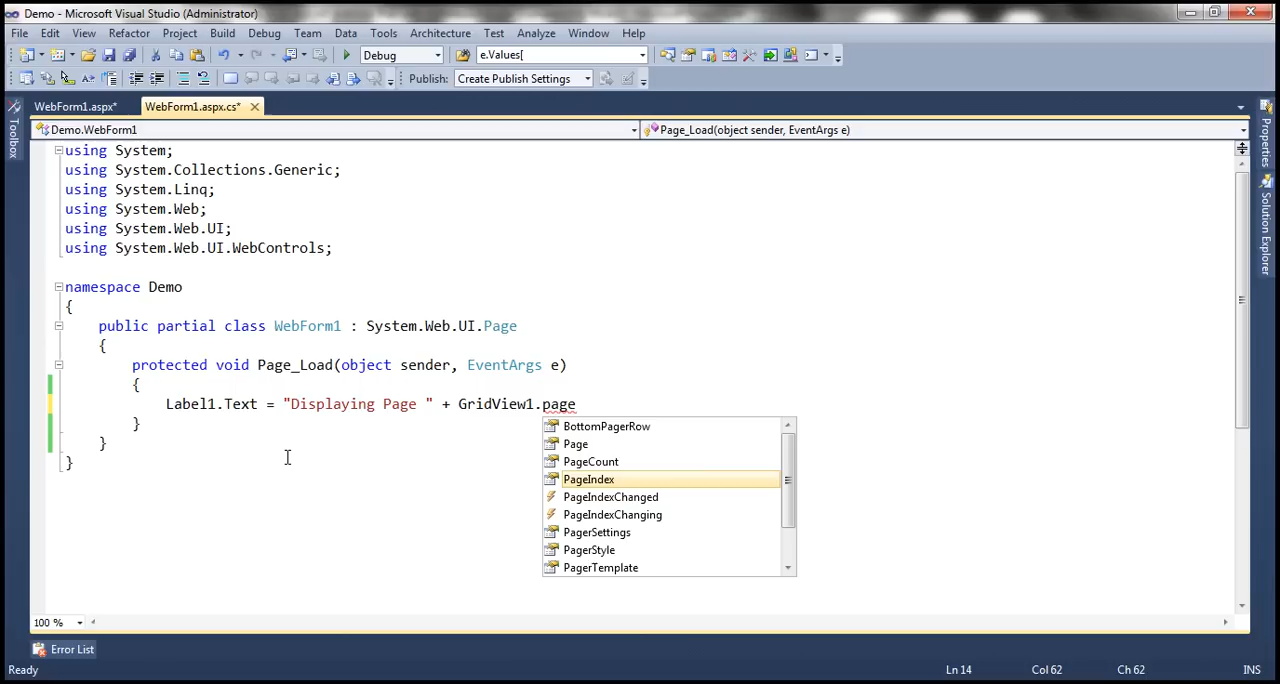 Demo - Microsoft Visual Studio (Administrator)
File Edit View Refactor Project Build Debug Team Data Tools Architecture Test Analyze Window Help
Debug e.Values[
Publish: Create Publish Settings
WebForm1.aspx* WebForm1.aspx.cs*
Demo.WebForm1 Page_Load(object sender, EventArgs e)
Toolbox
Properties
Solution Explorer
using System;
using System.Collections.Generic;
using System.Linq;
using System.Web;
using System.Web.UI;
using System.Web.UI.WebControls;
namespace Demo
{
public partial class WebForm1 : System.Web.UI.Page
{
protected void Page_Load(object sender, EventArgs e)
{
Label1.Text = "Displaying Page " + GridView1.page
}
}
}
BottomPagerRow
Page
PageCount
PageIndex
PageIndexChanged
PageIndexChanging
PagerSettings
PagerStyle
PagerTemplate
100 %
Error List
Ready Ln 14 Col 62 Ch 62 INS